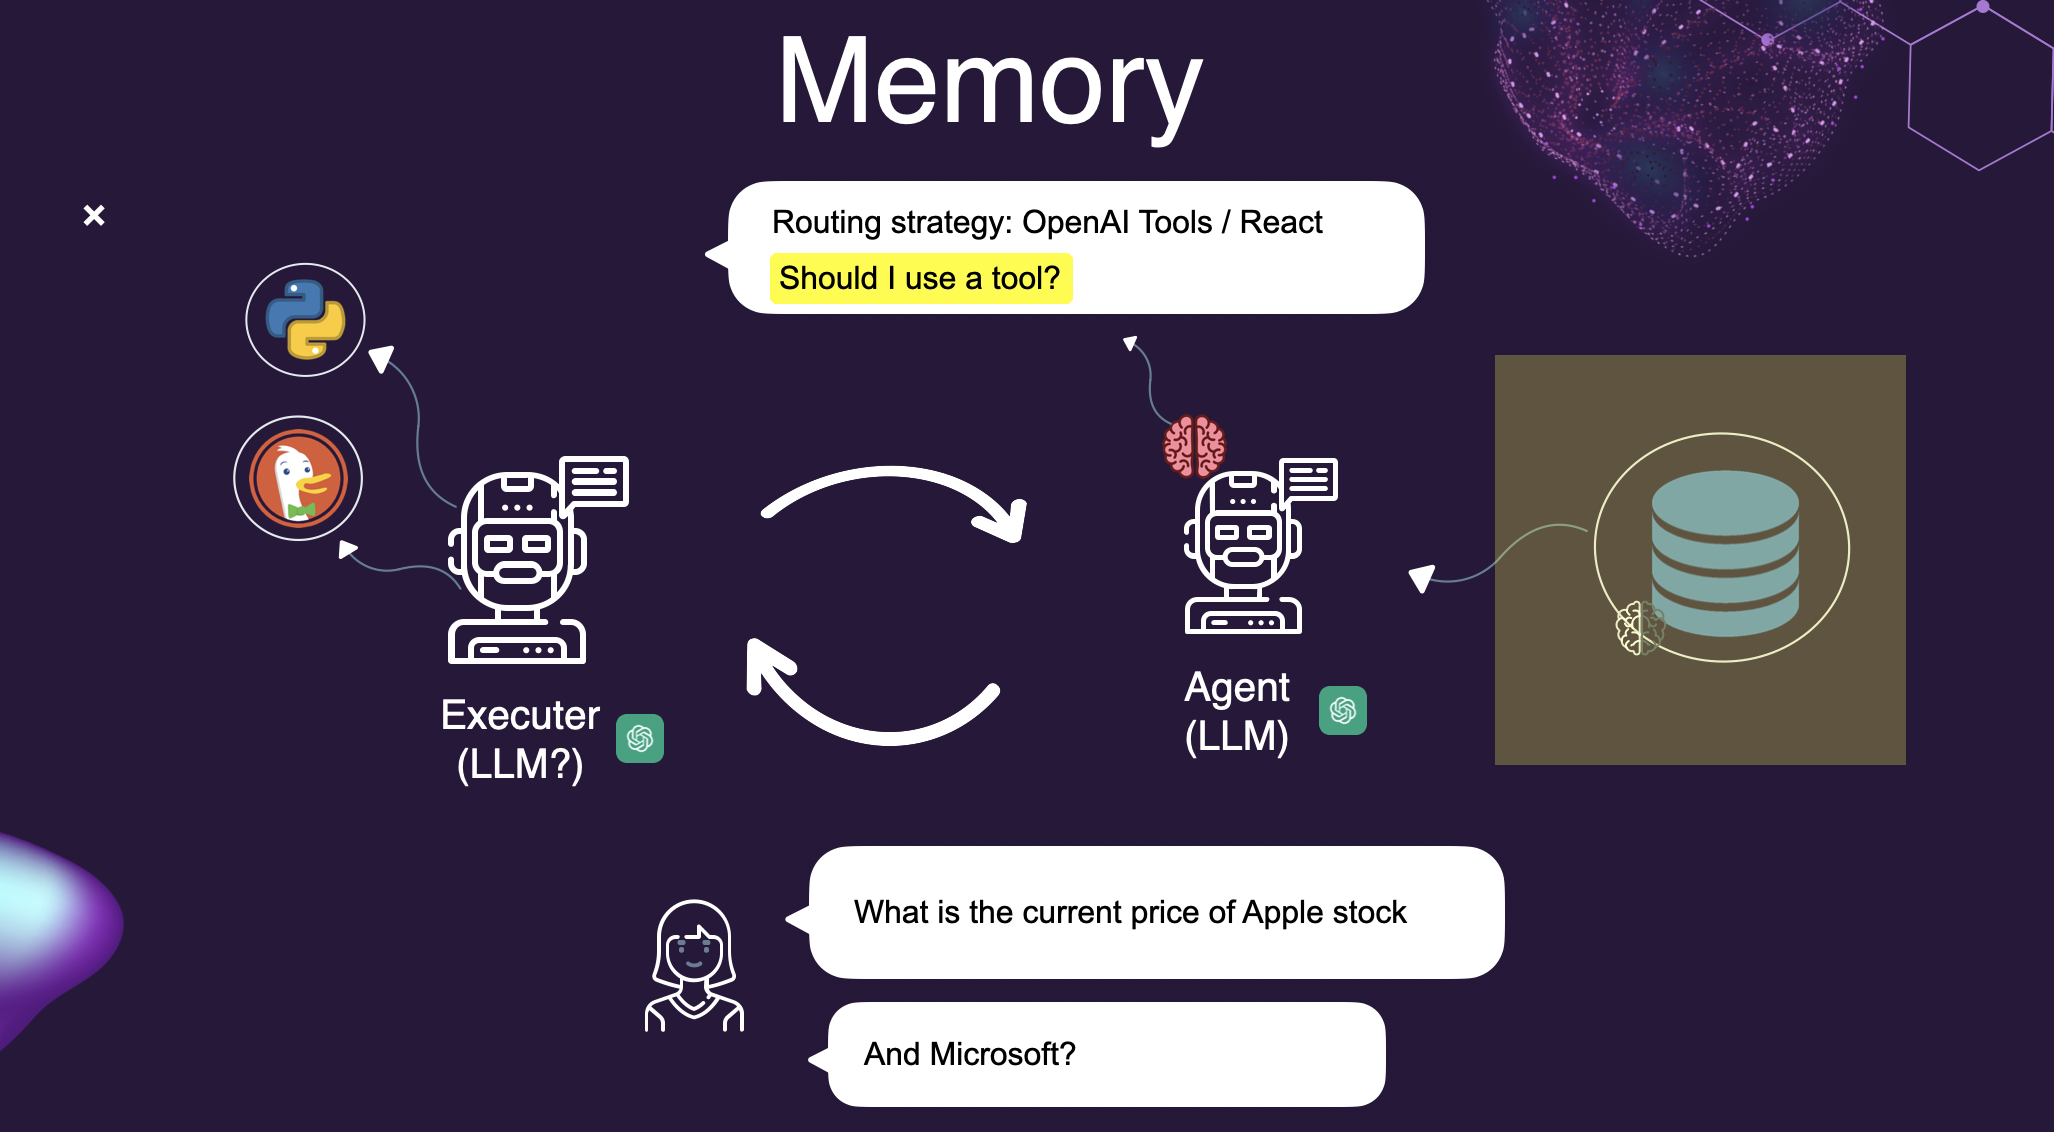 Memory
Routing strategy: OpenAI Tools / React
Should I use a tool?
Executer
(LLM?)
Agent
(LLM)
What is the current price of Apple stock
And Microsoft?